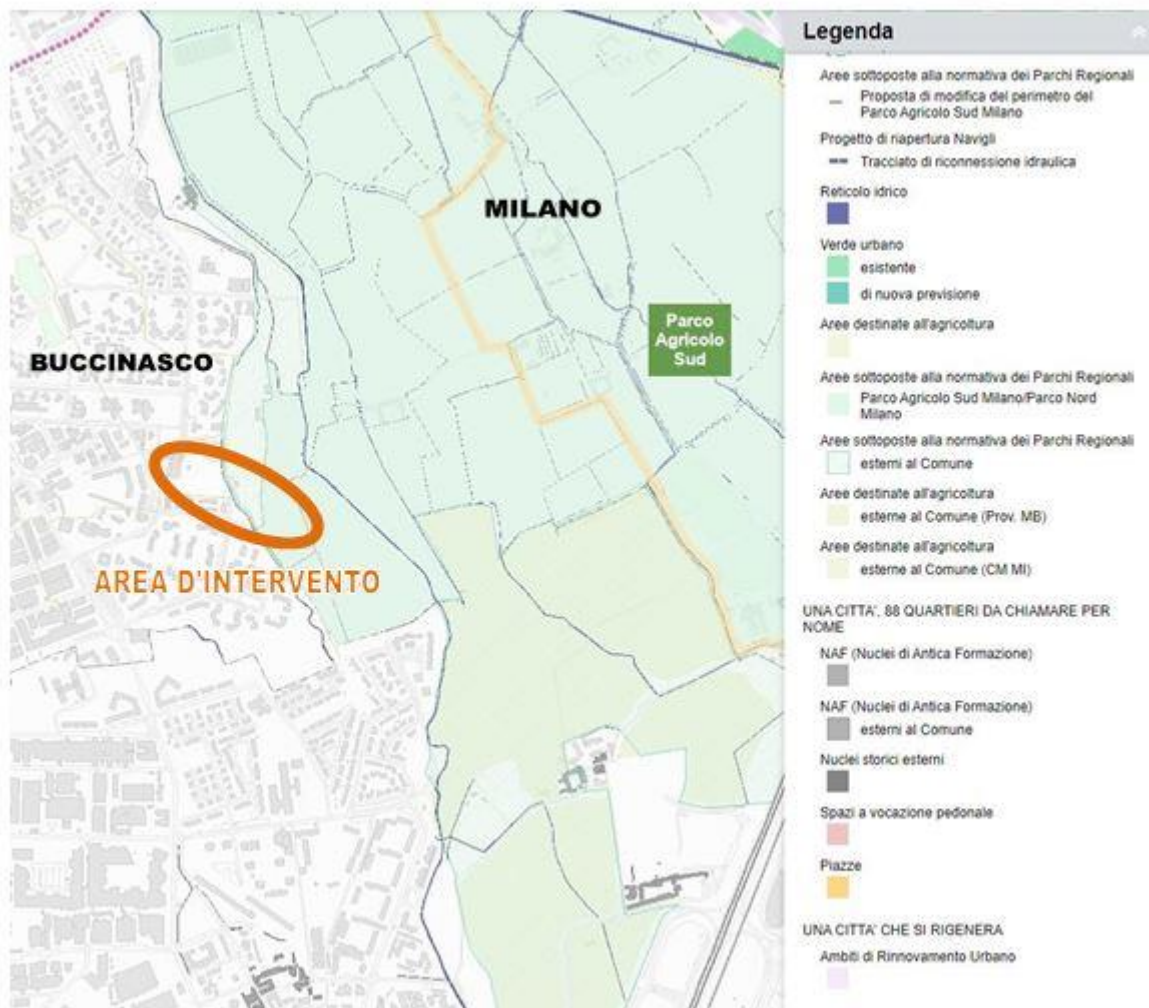 MILANO
Parco
Agricolo
Sud
BUCCINASCO
AREA D'INTERVENTO
Legenda
Aree sottoposte alla normativa dei Parchi Regionali
Proposta di modifica del perimetro del
Parco Agricolo Sud Milano
Progetto di riapertura Navigli
Tracciato di riconnessione idraulica
Reticolo idrico
Verde urbano
esistente
di nuova previsione
Aree destinate all'agricoltura
Aree sottoposte alla normativa dei Parchi Regionali
Parco Agricolo Sud Milano/Parco Nord
Milano
Aree sottoposte alla normativa dei Parchi Regionali
esterni al Comune
Aree destinate all'agricoltura
esterne al Comune (Prov. MB)
Aree destinate all'agricoltura
esterne al Comune (CM MI)
UNA CITTA', 88 QUARTIERI DA CHIAMARE PER
NOME
NAF (Nuclei di Antica Formazione)
NAF (Nuclei di Antica Formazione)
esterni al Comune
Nuclei storici esterni
Spazi a vocazione pedonale
Piazze
UNA CITTA' CHE SI RIGENERA
Ambiti di Rinnovamento Urbano